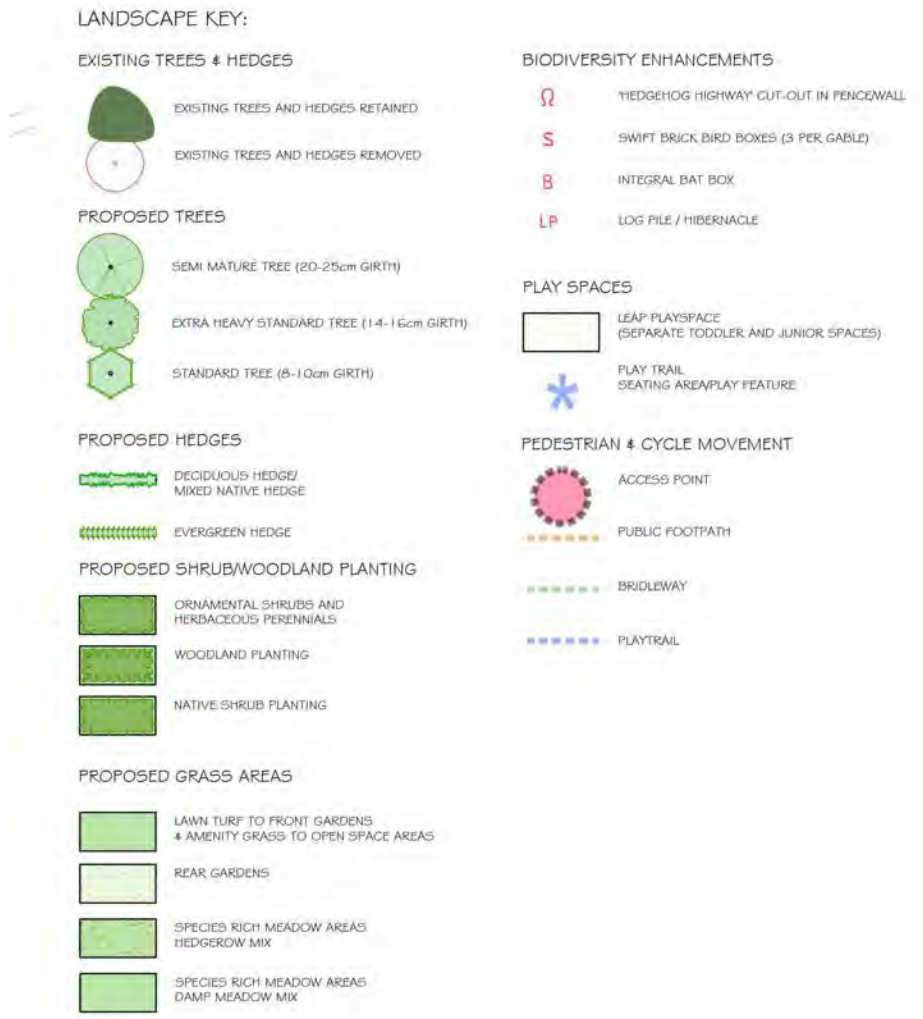 LANDSCAPE KEY:
EXISTING TREES & HEDGES
EXISTING TREES AND HEDGES RETAINED
EXISTING TREES AND HEDGES REMOVED
PROPOSED TREES
SEMI MATURE TREE (20-25cm GIRTH)
EXTRA HEAVY STANDARD TREE (14-16cm GIRTH)
STANDARD TREE (8-10cm GIRTH)
PROPOSED HEDGES
DECIDUOUS HEDGE/
MIXED NATIVE HEDGE
EVERGREEN HEDGE
PROPOSED SHRUB/WOODLAND PLANTING
ORNAMENTAL SHRUBS AND
HERBACEOUS PERENNIALS
WOODLAND PLANTING
NATIVE SHRUB PLANTING
PROPOSED GRASS AREAS
LAWN TURF TO FRONT GARDENS
& AMENITY GRASS TO OPEN SPACE AREAS
REAR GARDENS
SPECIES RICH MEADOW AREAS
HEDGEROW MIX
SPECIES RICH MEADOW AREAS
DAMP MEADOW MIX
BIODIVERSITY ENHANCEMENTS
Ω 'HEDGEHOG HIGHWAY' CUT-OUT IN FENCE/WALL
S SWIFT BRICK BIRD BOXES (3 PER GABLE)
B INTEGRAL BAT BOX
LP LOG PILE / HIBERNACLE
PLAY SPACES
LEAP PLAYSPACE
(SEPARATE TODDLER AND JUNIOR SPACES)
PLAY TRAIL
SEATING AREA/PLAY FEATURE
PEDESTRIAN & CYCLE MOVEMENT
ACCESS POINT
PUBLIC FOOTPATH
BRIDLEWAY
PLAYTRAIL